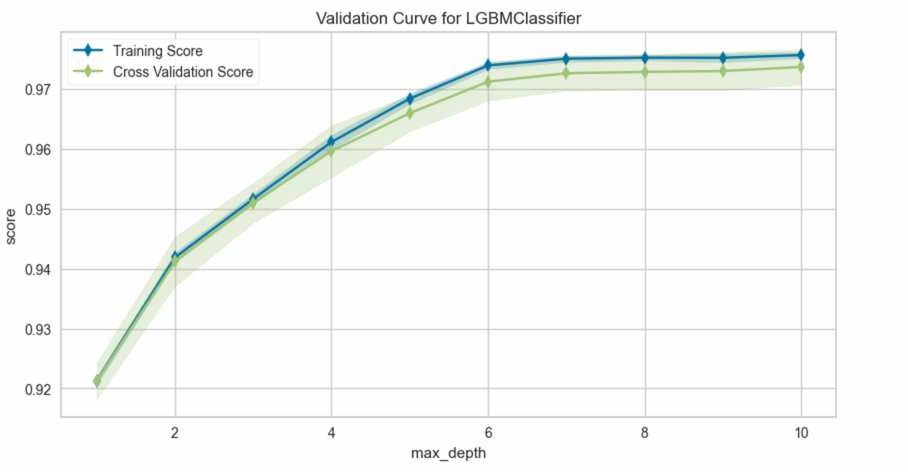 Validation Curve for LGBMClassifier
Training Score
Cross Validation Score
0.97
0.96
0.95
0.94
0.93
0.92
score
2 4 6 8 10
max_depth